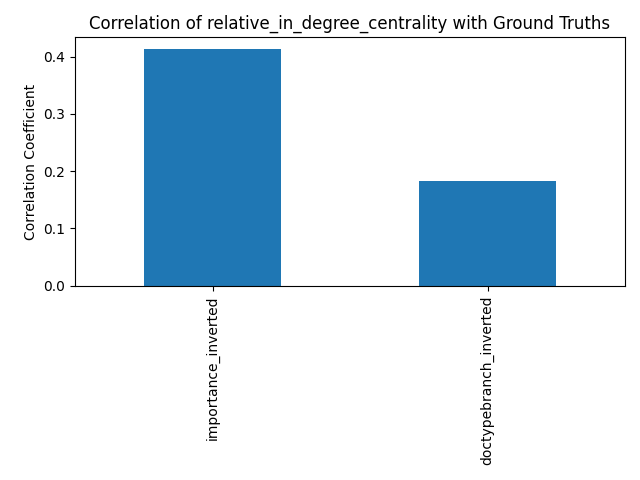 Correlation of relative_in_degree_centrality with Ground Truths
Correlation Coefficient
0.4
0.3
0.2
0.1
0.0
importance_inverted
doctypebranch_inverted